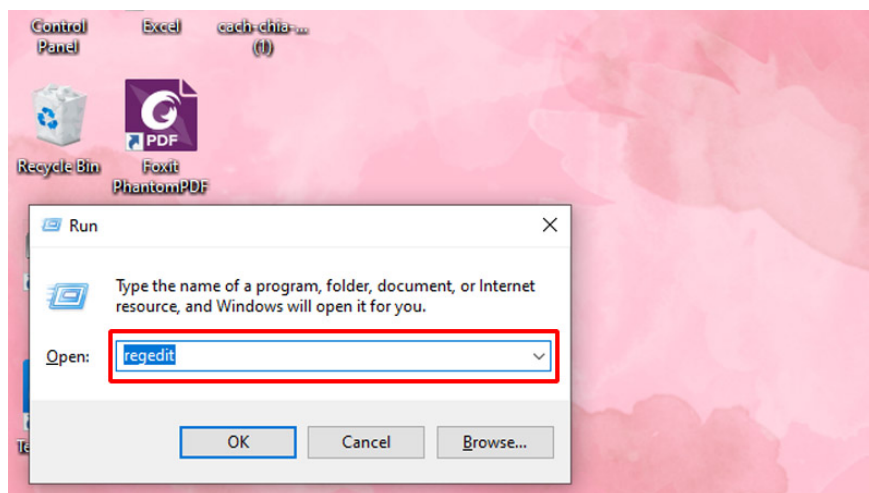 Control
Panel
Excel
cach-chia-...
(1)
PDF
Recycle Bin
Foxit
PhantomPDF
Run
Type the name of a program, folder, document, or Internet
resource, and Windows will open it for you.
Open:
regedit
OK
Cancel
Browse...